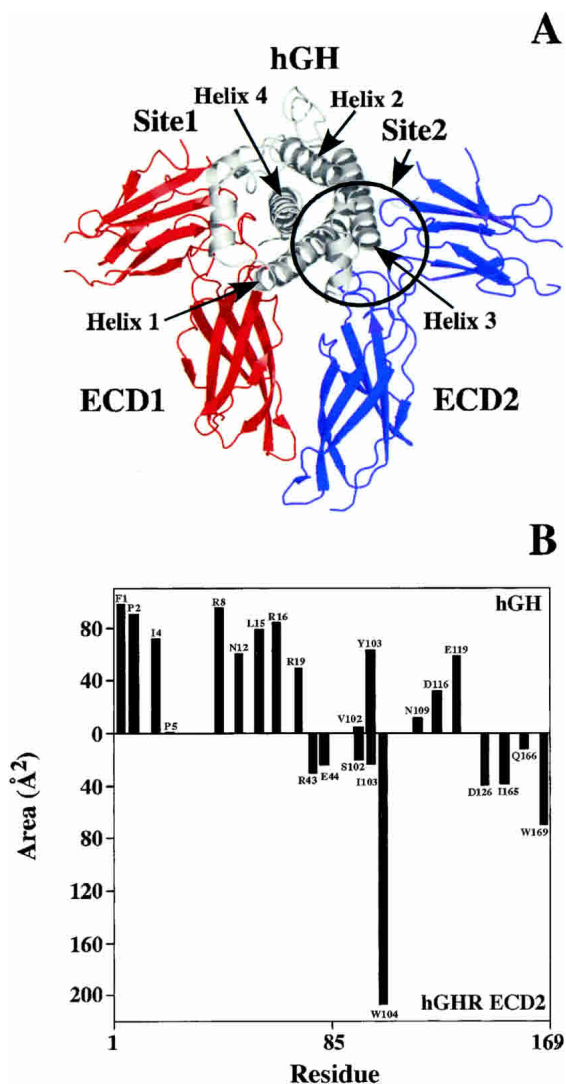 A
hGH
Helix 4
Helix 2
Site1
Site2
Helix 1
Helix 3
ECD1
ECD2
B
hGH
F1
P2
I4
P5
R8
N12
L15
R16
R19
V102
Y103
N109
D116
E119
R43
E44
S102
I103
W104
D126
I165
Q166
W169
80
40
0
40
80
120
160
200
Area (Å²)
hGHR ECD2
1
85
169
Residue